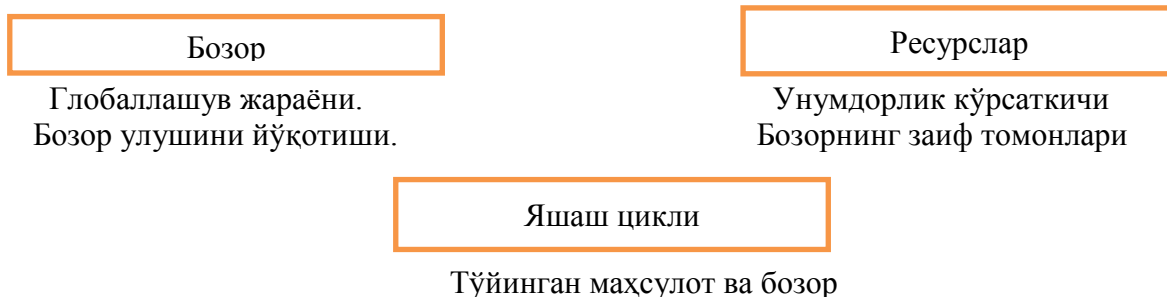 Бозор
Глобаллашув жараёни.
Бозор улушини йўқотиши.
Ресурслар
Унумдорлик кўрсаткичи
Бозорнинг заиф томонлари
Яшаш цикли
Тўйинган маҳсулот ва бозор